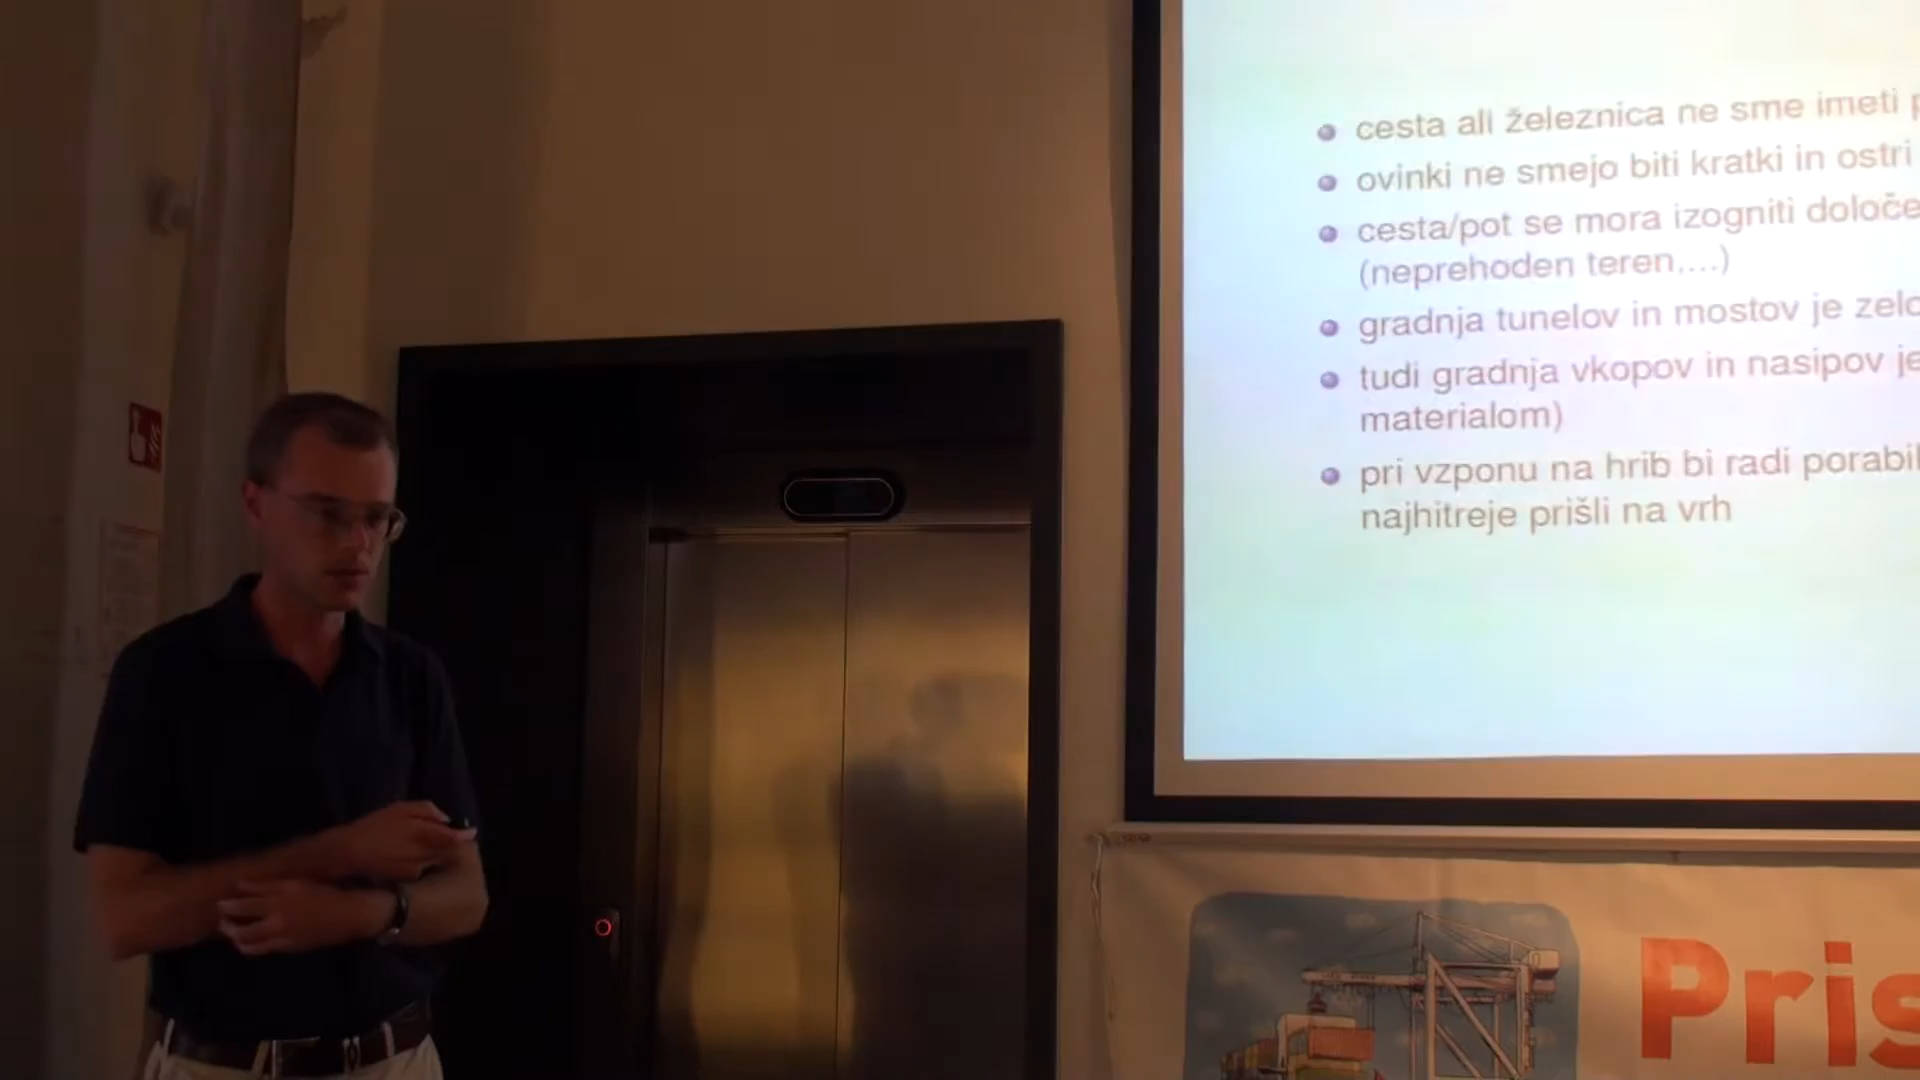 cesta ali železnica ne sme imeti
ovinki ne smejo biti kratki in ostri
cesta/pot se mora izogniti določe
(neprehoden teren,...)
gradnja tunelov in mostov je zelo
tudi gradnja vkopov in nasipov je
materialom)
pri vzponu na hrib bi radi porabil
najhitreje prišli na vrh
Pris